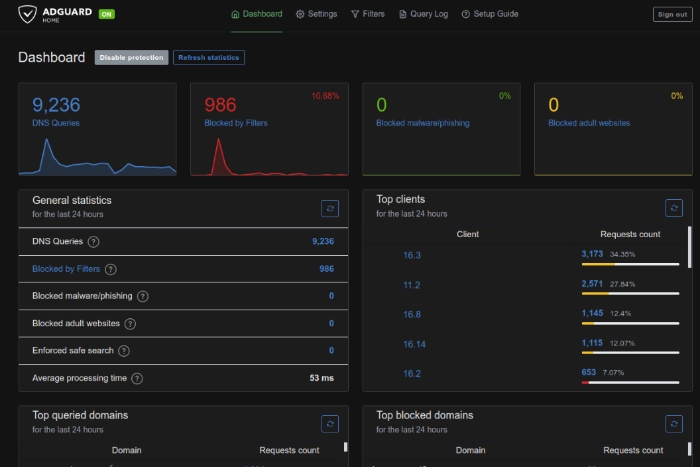 ADGUARD ON
HOME
Dashboard Settings Filters Query Log Setup Guide Sign out
Dashboard Disable protection Refresh statistics
9,236
DNS Queries
986 10.68%
Blocked by Filters
0 0%
Blocked malware/phishing
0 0%
Blocked adult websites
General statistics
for the last 24 hours
DNS Queries ? 9,236
Blocked by Filters ? 986
Blocked malware/phishing ? 0
Blocked adult websites ? 0
Enforced safe search ? 0
Average processing time ? 53 ms
Top clients
for the last 24 hours
Client Requests count
16.3 3,173 34.35%
11.2 2,571 27.84%
16.8 1,145 12.4%
16.14 1,115 12.07%
16.2 653 7.07%
Top queried domains
for the last 24 hours
Domain Requests count
Top blocked domains
for the last 24 hours
Domain Requests count